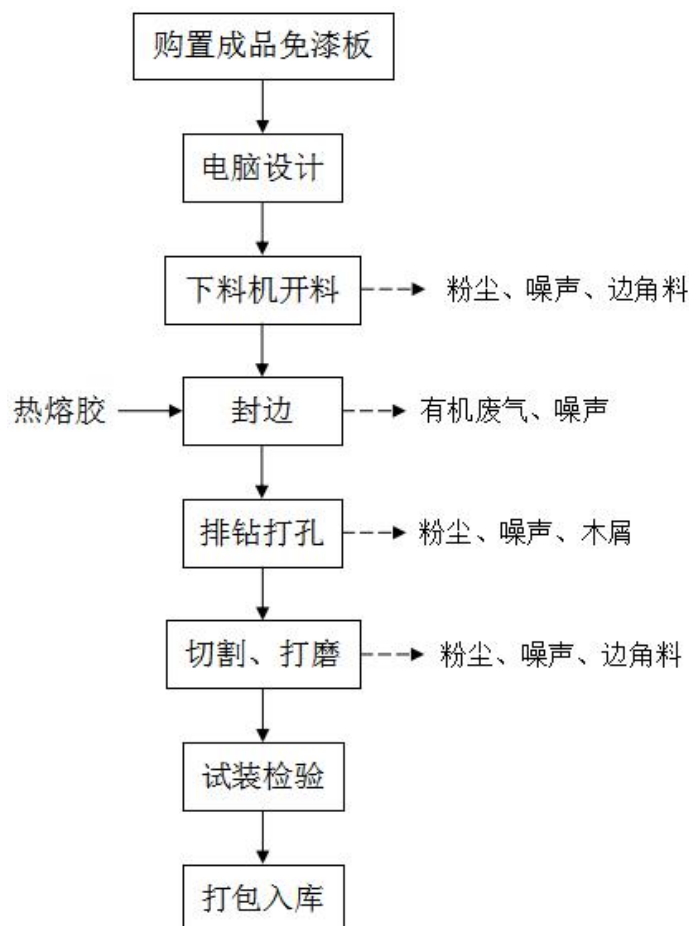 购置成品免漆板
电脑设计
下料机开料
粉尘、噪声、边角料
热熔胶
封边
有机废气、噪声
排钻打孔
粉尘、噪声、木屑
切割、打磨
粉尘、噪声、边角料
试装检验
打包入库